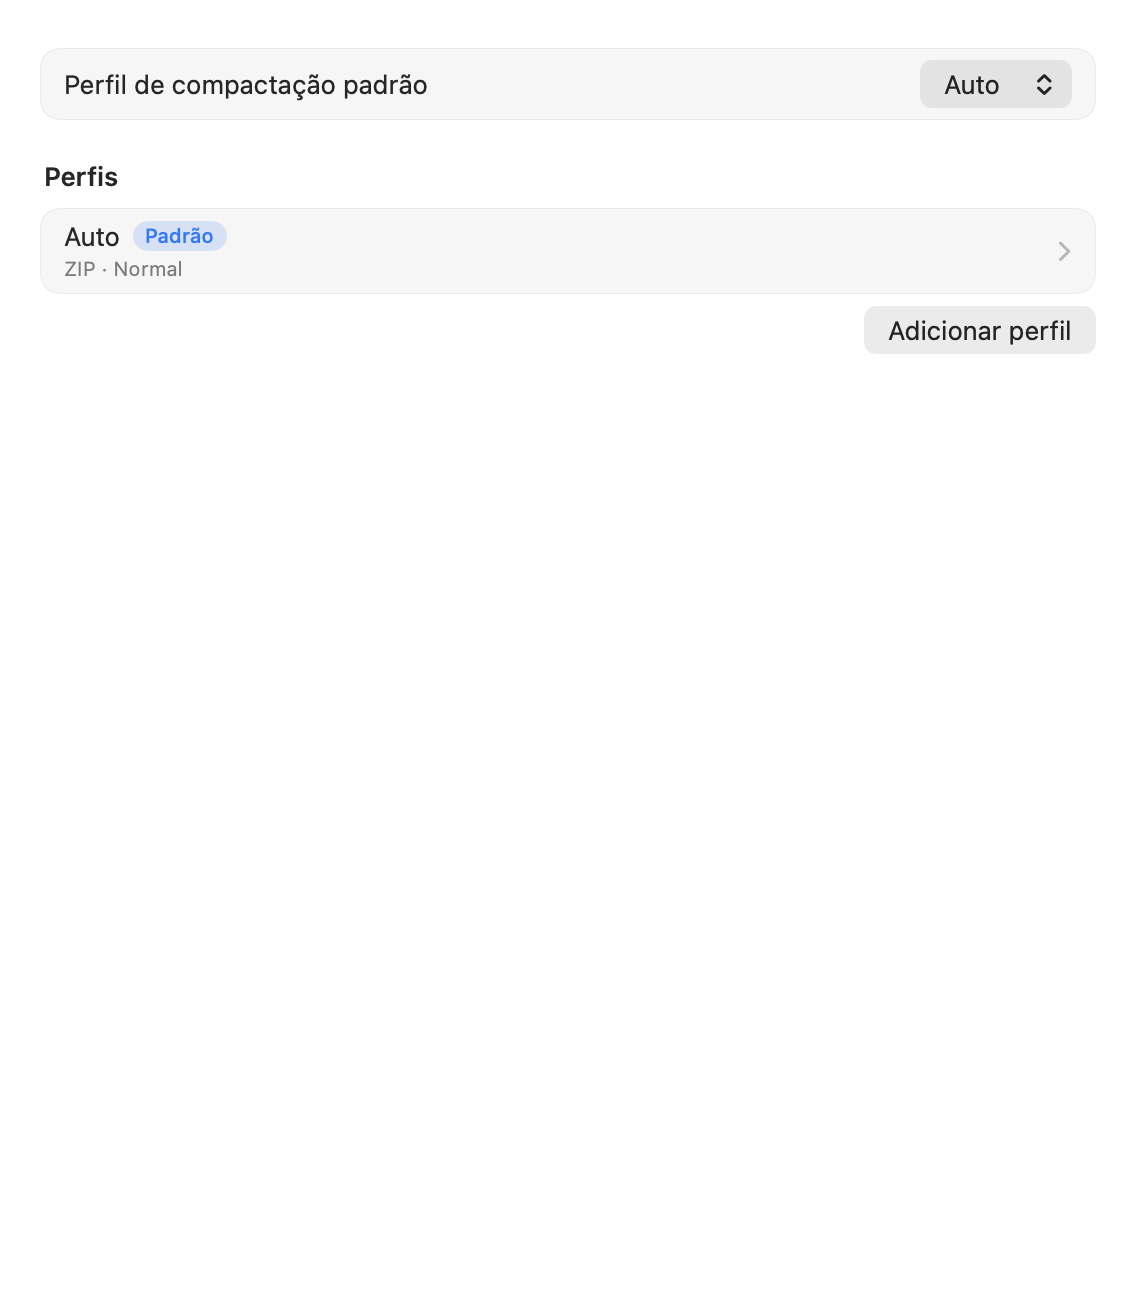 Perfil de compactação padrão
Auto
Perfis
Auto Padrão
ZIP · Normal
Adicionar perfil